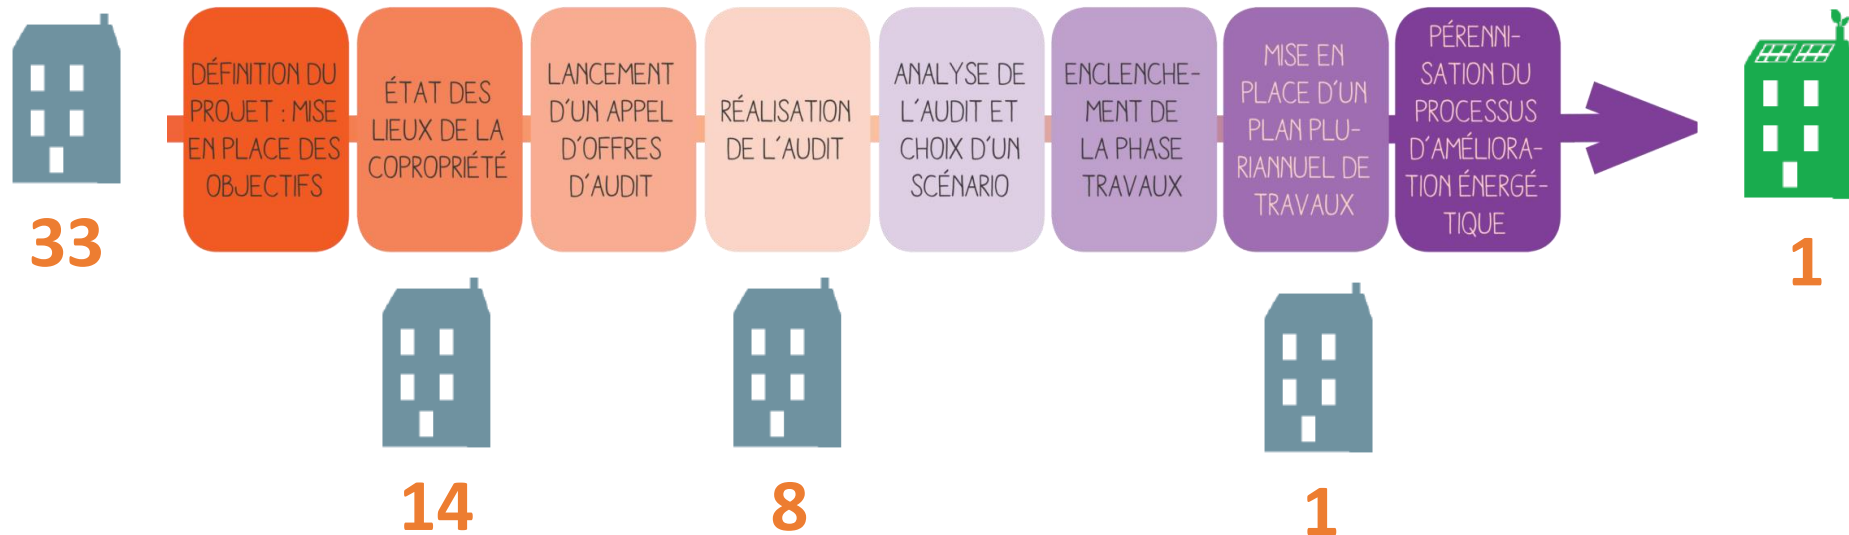 DÉFINITION DU
PROJET : MISE
EN PLACE DES
OBJECTIFS
ÉTAT DES
LIEUX DE LA
COPROPRIÉTÉ
LANCEMENT
D'UN APPEL
D'OFFRES
D'AUDIT
RÉALISATION
DE L'AUDIT
ANALYSE DE
L'AUDIT ET
CHOIX D'UN
SCÉNARIO
ENCLENCHE-
MENT DE
LA PHASE
TRAVAUX
MISE EN
PLACE D'UN
PLAN PLU-
RIANNUEL DE
TRAVAUX
PÉRENNI-
SATION DU
PROCESSUS
D'AMÉLIORA-
TION ÉNERGÉ-
TIQUE
33
1
14
8
1